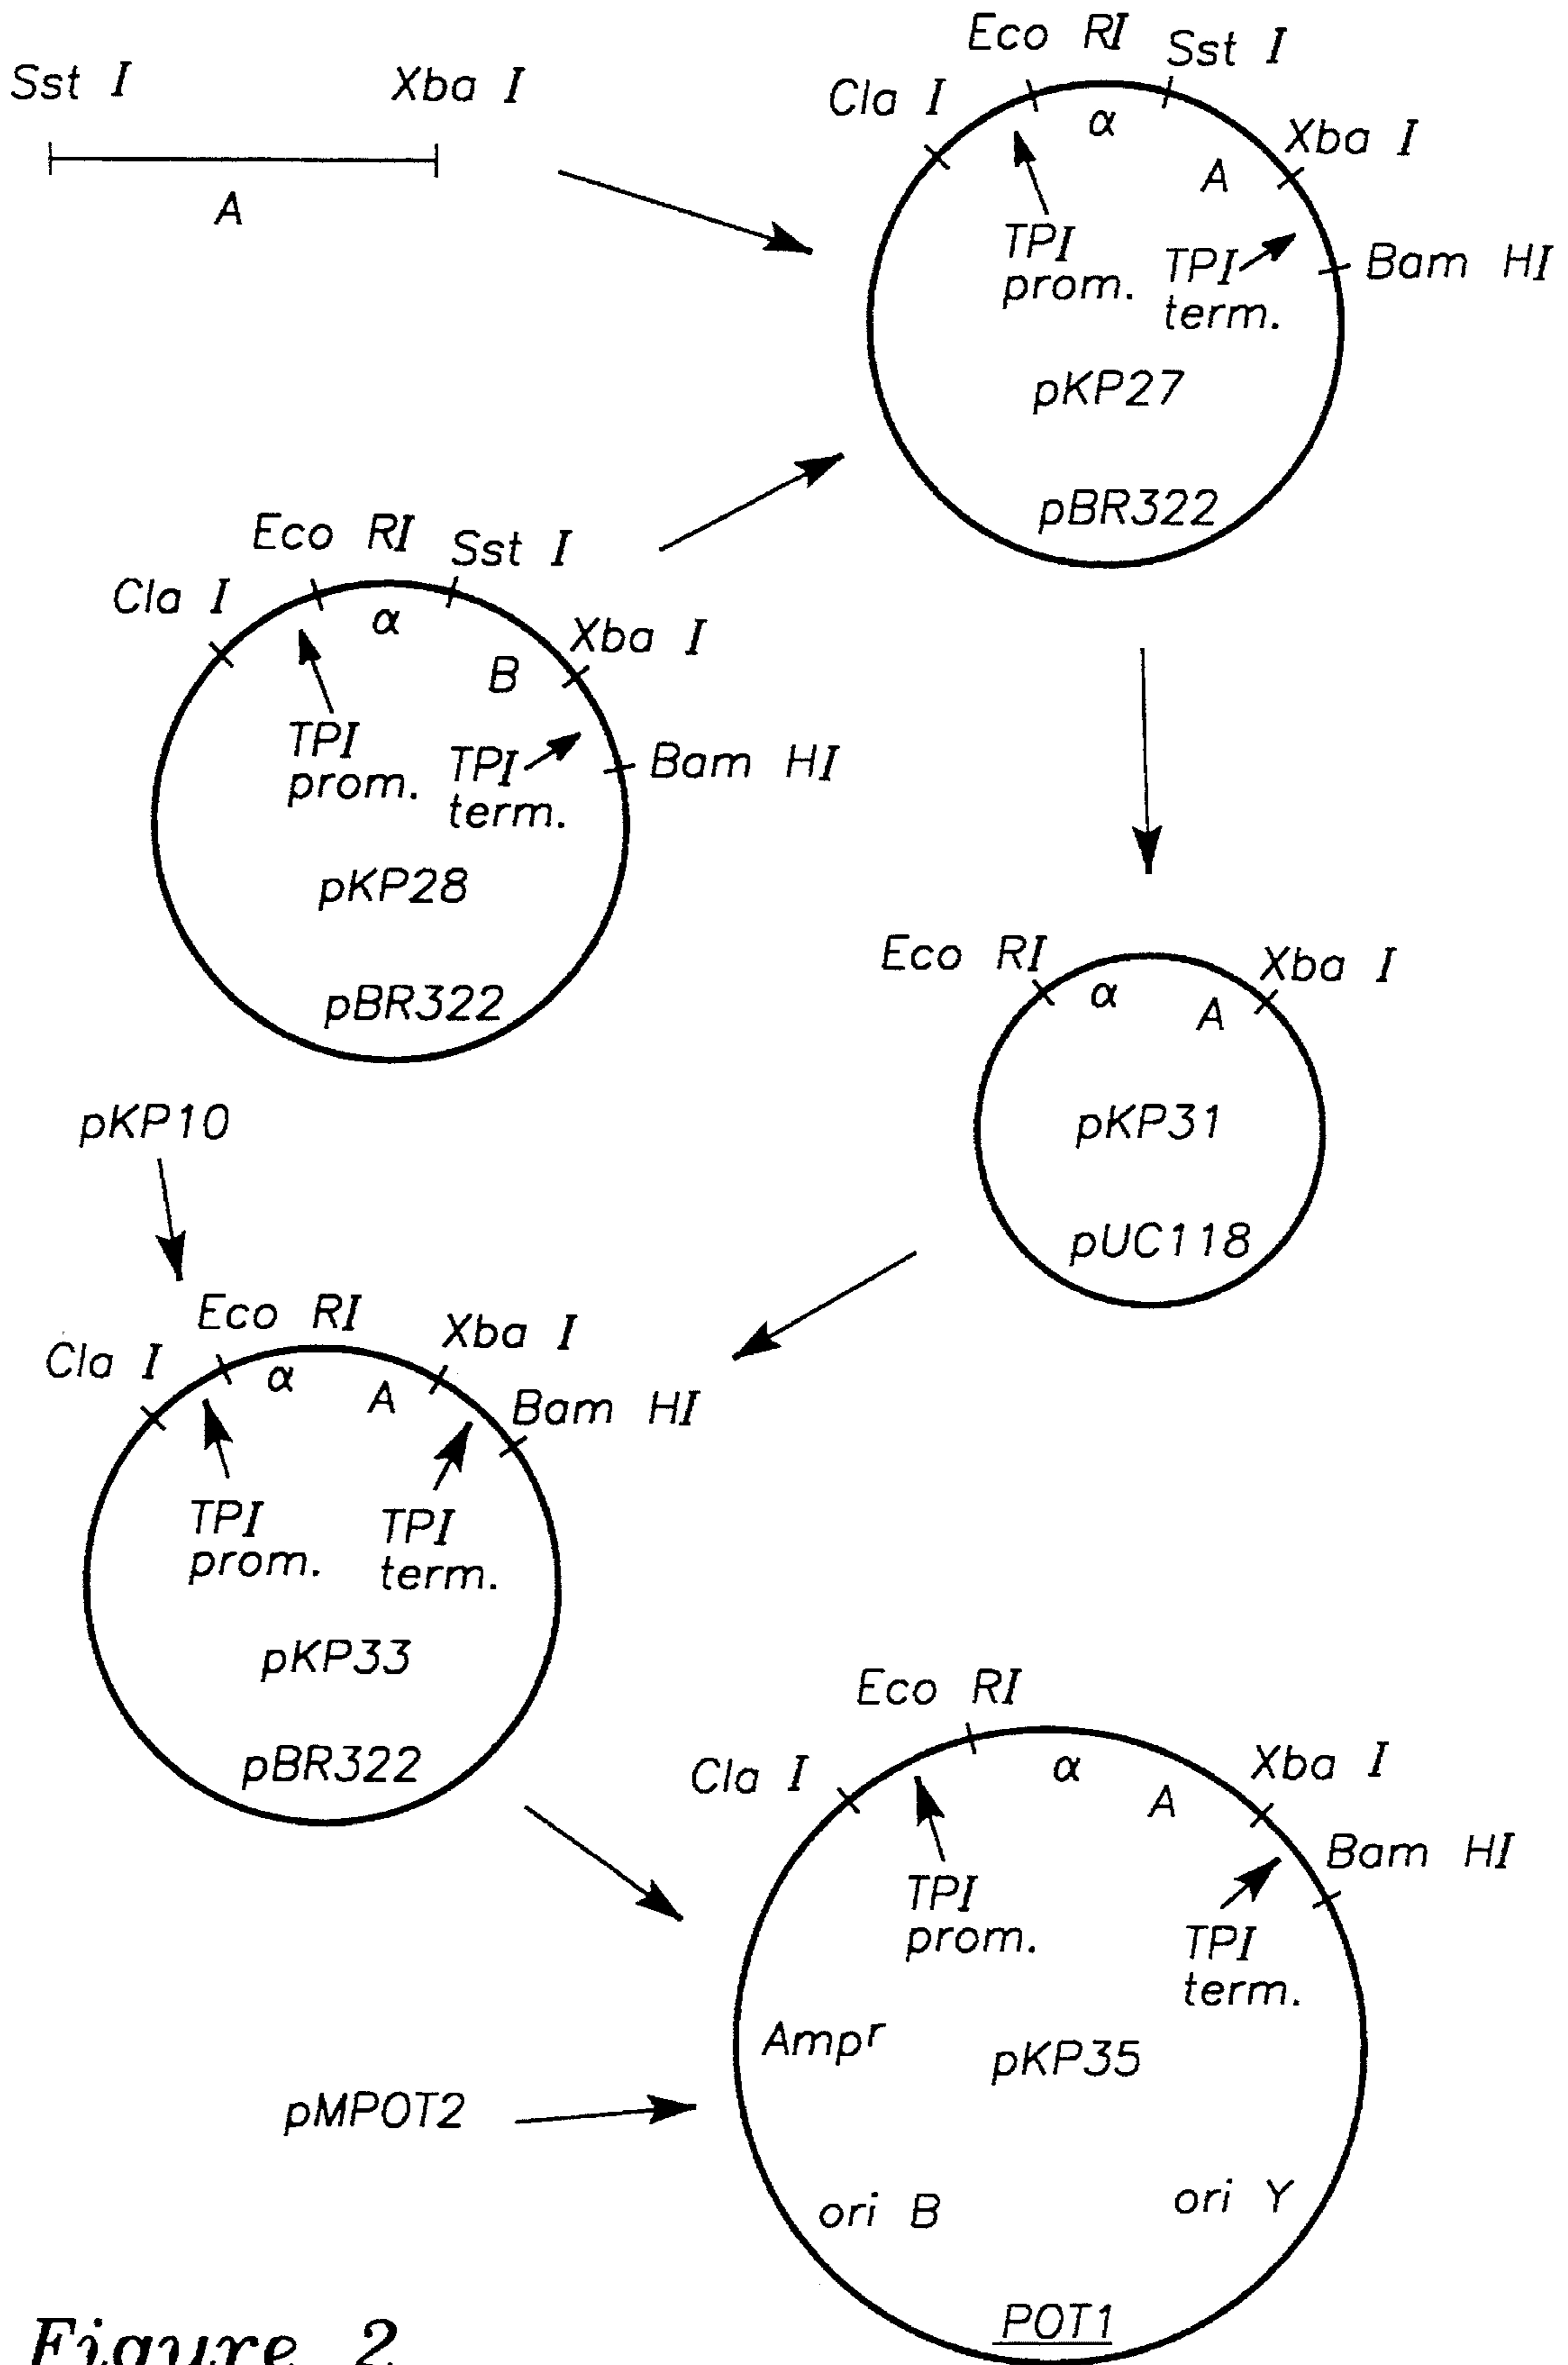 Eco RI
Sst I
Sst I
Xba I
Cla I
α
Xba I
A
A
TPI
prom.
TPI
term.
Bam HI
pKP27
pBR322
Eco RI
Sst I
Cla I
α
Xba I
B
TPI
prom.
TPI
term.
Bam HI
pKP28
pBR322
Eco RI
Xba I
α
A
pKP31
pUC118
pKP10
Eco RI
Xba I
Cla I
α
A
Bam HI
TPI
prom.
TPI
term.
pKP33
pBR322
Eco RI
Cla I
α
Xba I
A
Bam HI
TPI
prom.
TPI
term.
Ampʳ
pKP35
pMPOT2
ori B
ori Y
POT1
Figure 2